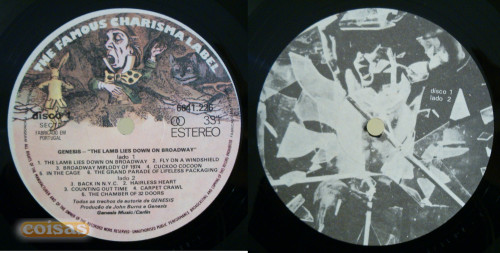 THE FAMOUS CHARISMA LABEL
disco 1
FABRICADO EM
PORTUGAL
6641 226
33⅓
ESTEREO
GENESIS - "THE LAMB LIES DOWN ON BROADWAY"
lado 1
1. THE LAMB LIES DOWN ON BROADWAY 2. FLY ON A WINDSHIELD
3. BROADWAY MELODY OF 1974 4. CUCKOO COCOON
5. IN THE CAGE 6. THE GRAND PARADE OF LIFELESS PACKAGING
lado 2
1. BACK IN N.Y.C. 2. HAIRLESS HEART
3. COUNTING OUT TIME 4. CARPET CRAWL
5. THE CHAMBER OF 32 DOORS
Todos os trechos de autoria de GENESIS
Produção de John Burns e Genesis
Genesis Music/Carlin
coisas
disco 1
lado 2